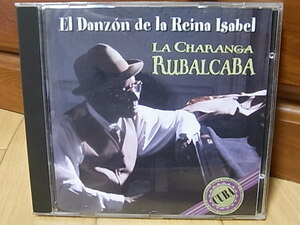 El Danzón de la Reina Isabel
La Charanga
Rubalcaba
CUBA